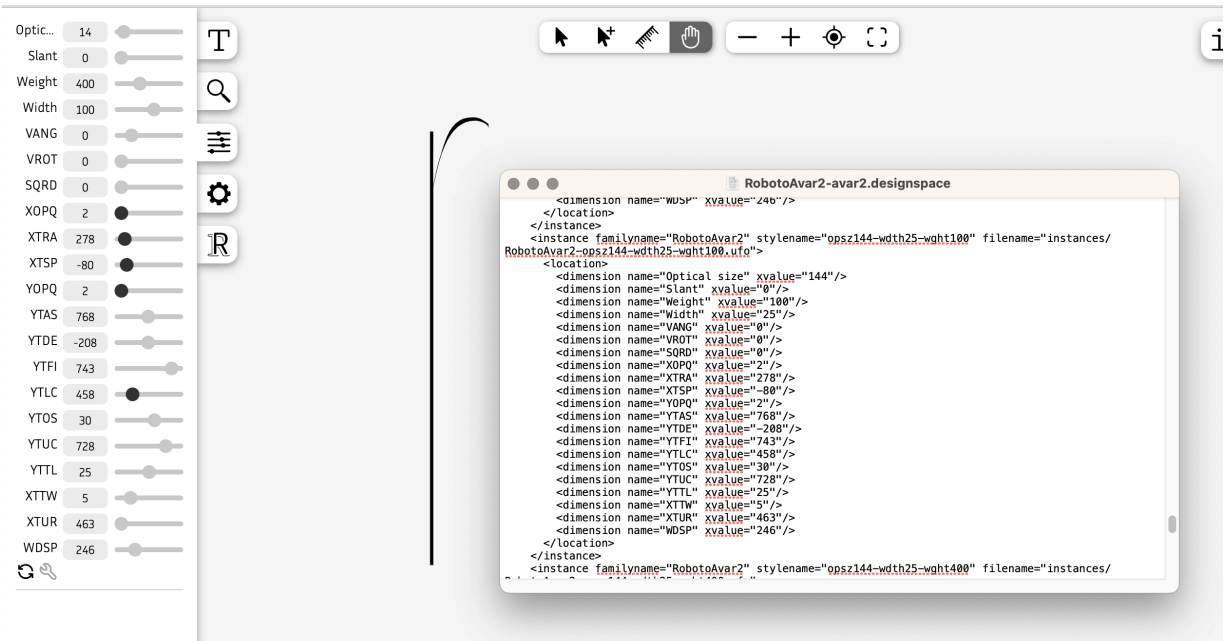 Optic... 14
Slant 0
Weight 400
Width 100
VANG 0
VROT 0
SQRD 0
XOPQ 2
XTRA 278
XTSP -80
YOPQ 2
YTAS 768
YTDE -208
YTFI 743
YTLC 458
YTOS 30
YTUC 728
YTTL 25
XTTW 5
XTUR 463
WDSP 246
T
R
i
RobotoAvar2-avar2.designspace
<dimension name="WDSP" xvalue="246"/>
</location>
</instance>
<instance familyname="RobotoAvar2" stylename="opsz144-wdth25-wght100" filename="instances/
RobotoAvar2-opsz144-wdth25-wght100.ufo">
<location>
<dimension name="Optical size" xvalue="144"/>
<dimension name="Slant" xvalue="0"/>
<dimension name="Weight" xvalue="100"/>
<dimension name="Width" xvalue="25"/>
<dimension name="VANG" xvalue="0"/>
<dimension name="VROT" xvalue="0"/>
<dimension name="SQRD" xvalue="0"/>
<dimension name="XOPQ" xvalue="2"/>
<dimension name="XTRA" xvalue="278"/>
<dimension name="XTSP" xvalue="-80"/>
<dimension name="YOPQ" xvalue="2"/>
<dimension name="YTAS" xvalue="768"/>
<dimension name="YTDE" xvalue="-208"/>
<dimension name="YTFI" xvalue="743"/>
<dimension name="YTLC" xvalue="458"/>
<dimension name="YTOS" xvalue="30"/>
<dimension name="YTUC" xvalue="728"/>
<dimension name="YTTL" xvalue="25"/>
<dimension name="XTTW" xvalue="5"/>
<dimension name="XTUR" xvalue="463"/>
<dimension name="WDSP" xvalue="246"/>
</location>
</instance>
<instance familyname="RobotoAvar2" stylename="opsz144-wdth25-wght400" filename="instances/